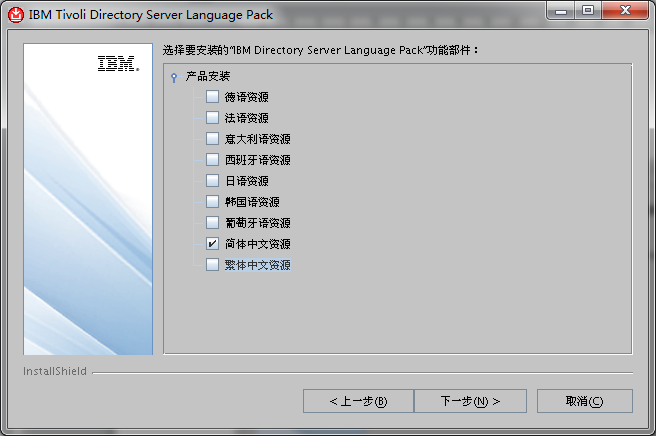 IBM Tivoli Directory Server Language Pack
IBM.
选择要安装的"IBM Directory Server Language Pack"功能部件：
产品安装
德语资源
法语资源
意大利语资源
西班牙语资源
日语资源
韩国语资源
葡萄牙语资源
简体中文资源
繁体中文资源
InstallShield
< 上一步(B)
下一步(N) >
取消(C)